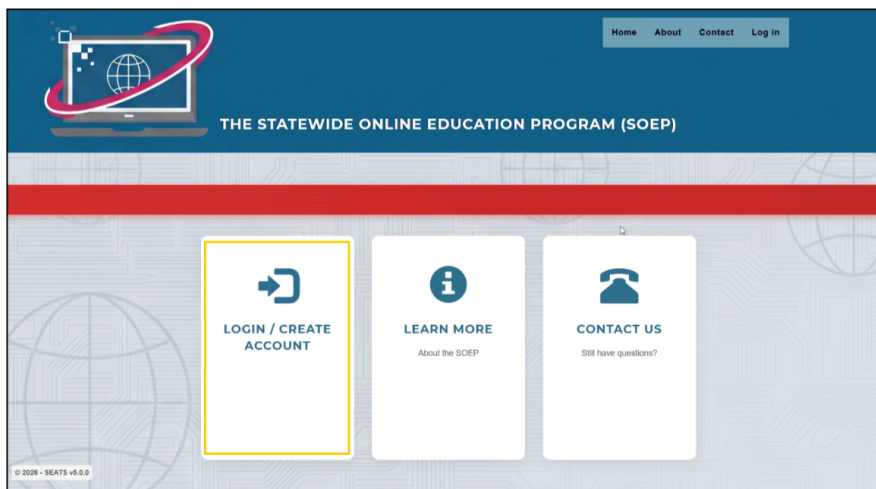 Home About Contact Log in
THE STATEWIDE ONLINE EDUCATION PROGRAM (SOEP)
LOGIN / CREATE
ACCOUNT
LEARN MORE
About the SOEP
CONTACT US
Still have questions?
© 2026 - SEATS v6.0.0